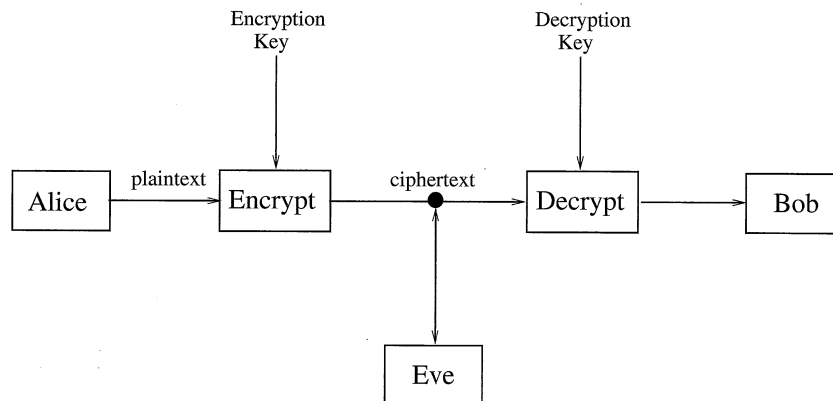 Encryption
Key
Decryption
Key
plaintext
ciphertext
Alice
Encrypt
Decrypt
Bob
Eve